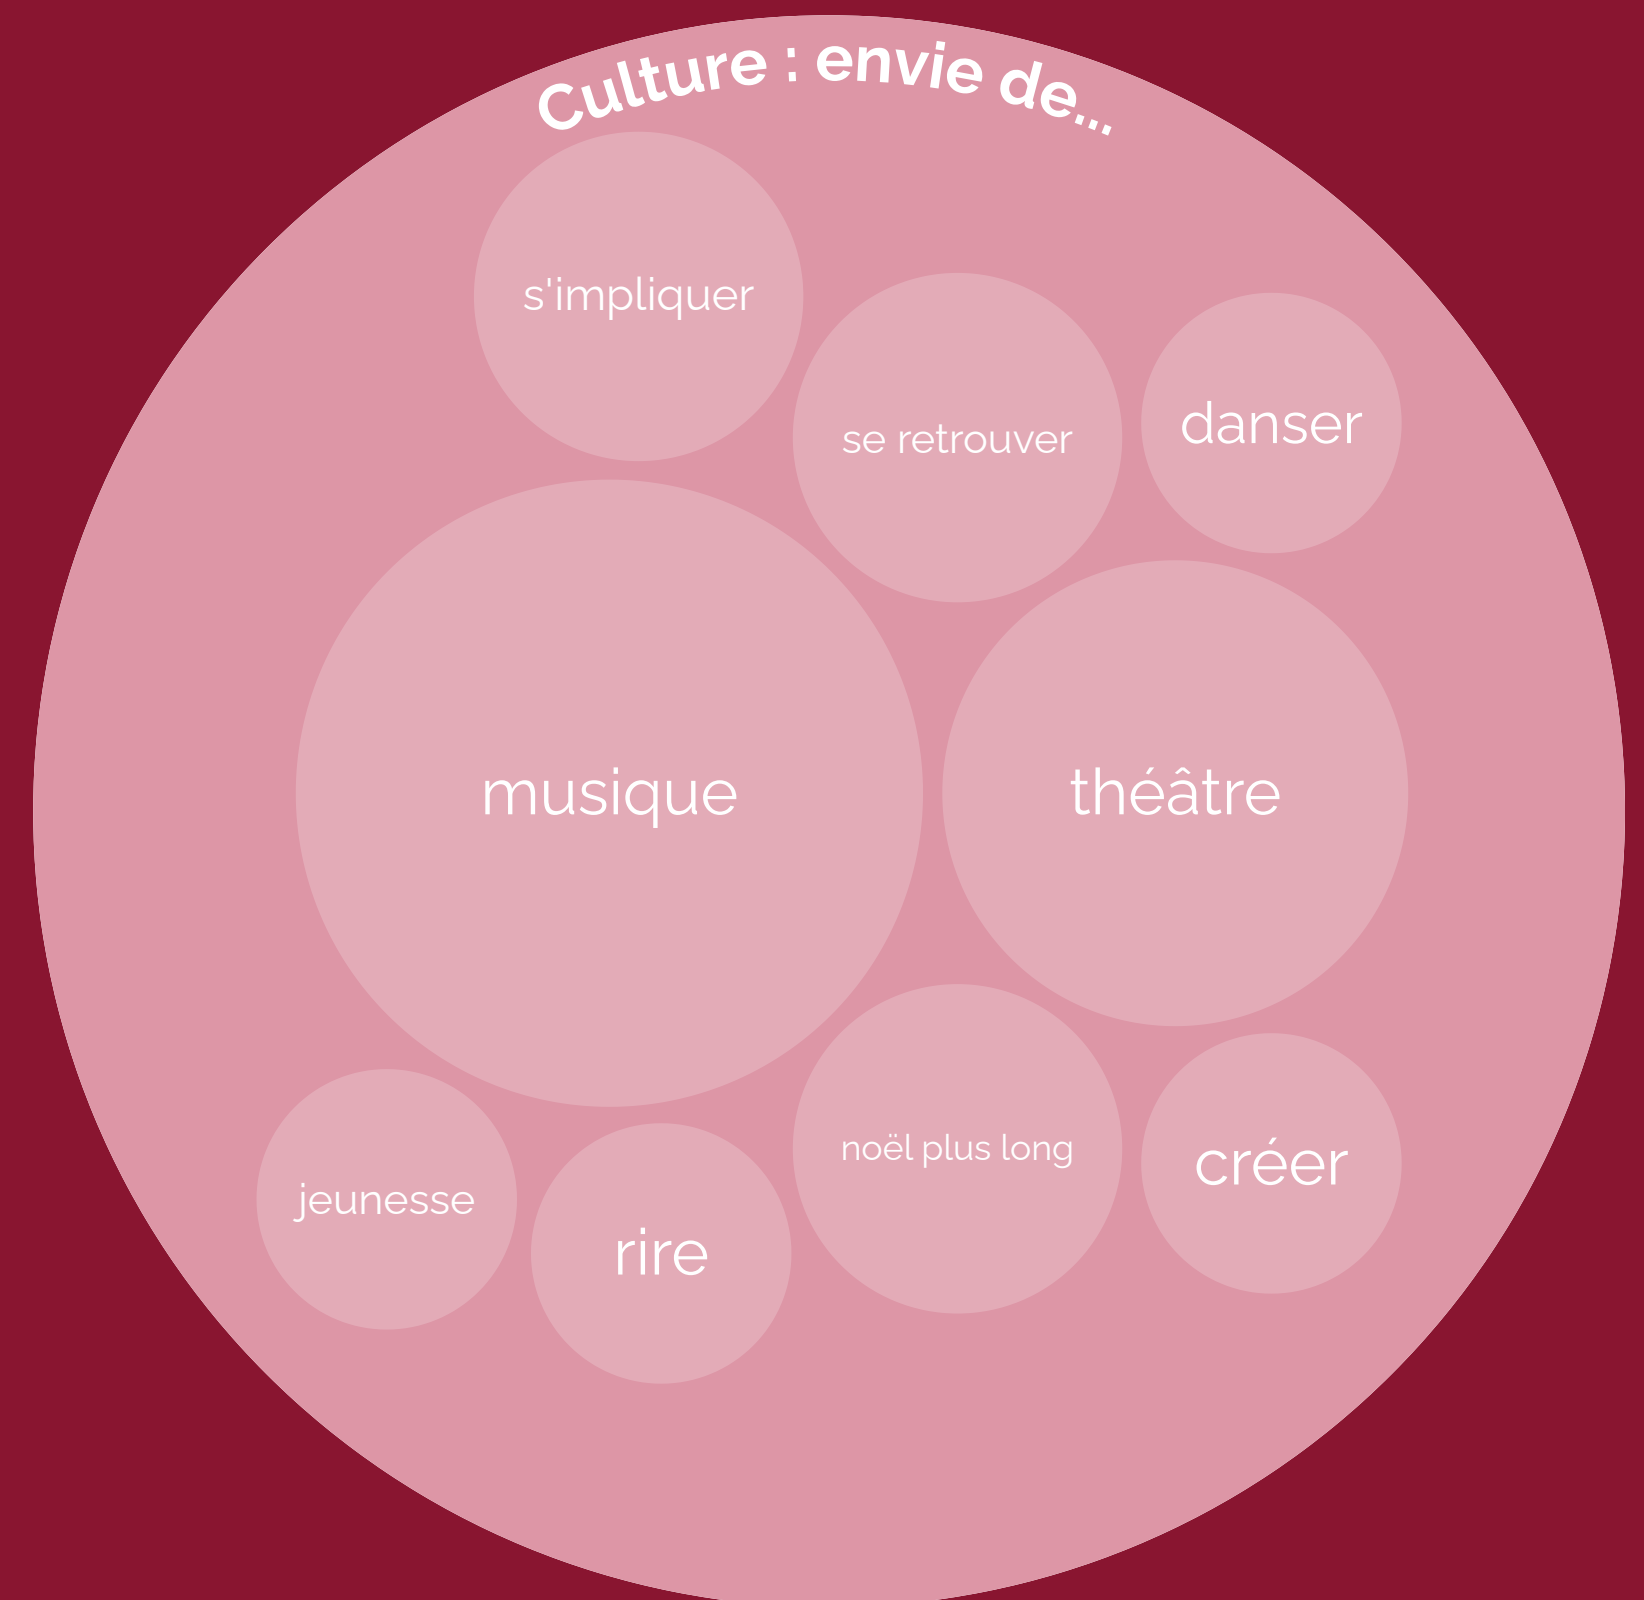 Culture : envie de...
s'impliquer
se retrouver
danser
musique
théâtre
noël plus long
créer
jeunesse
rire